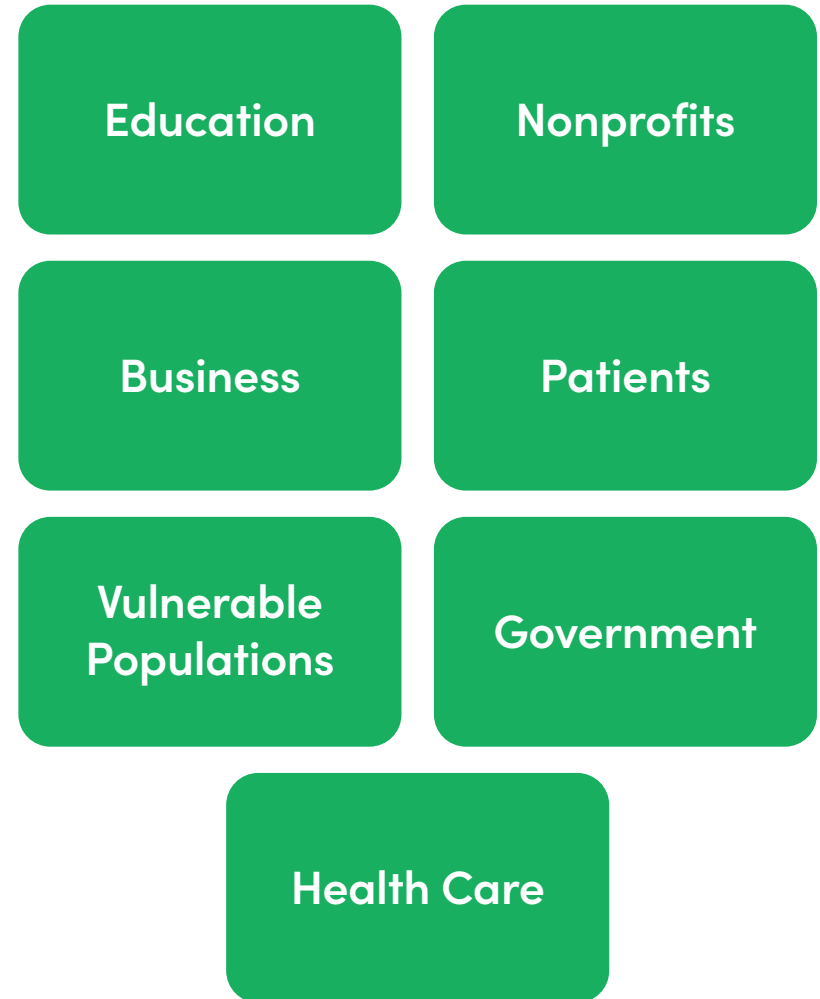 Education
Nonprofits
Business
Patients
Vulnerable
Populations
Government
Health Care